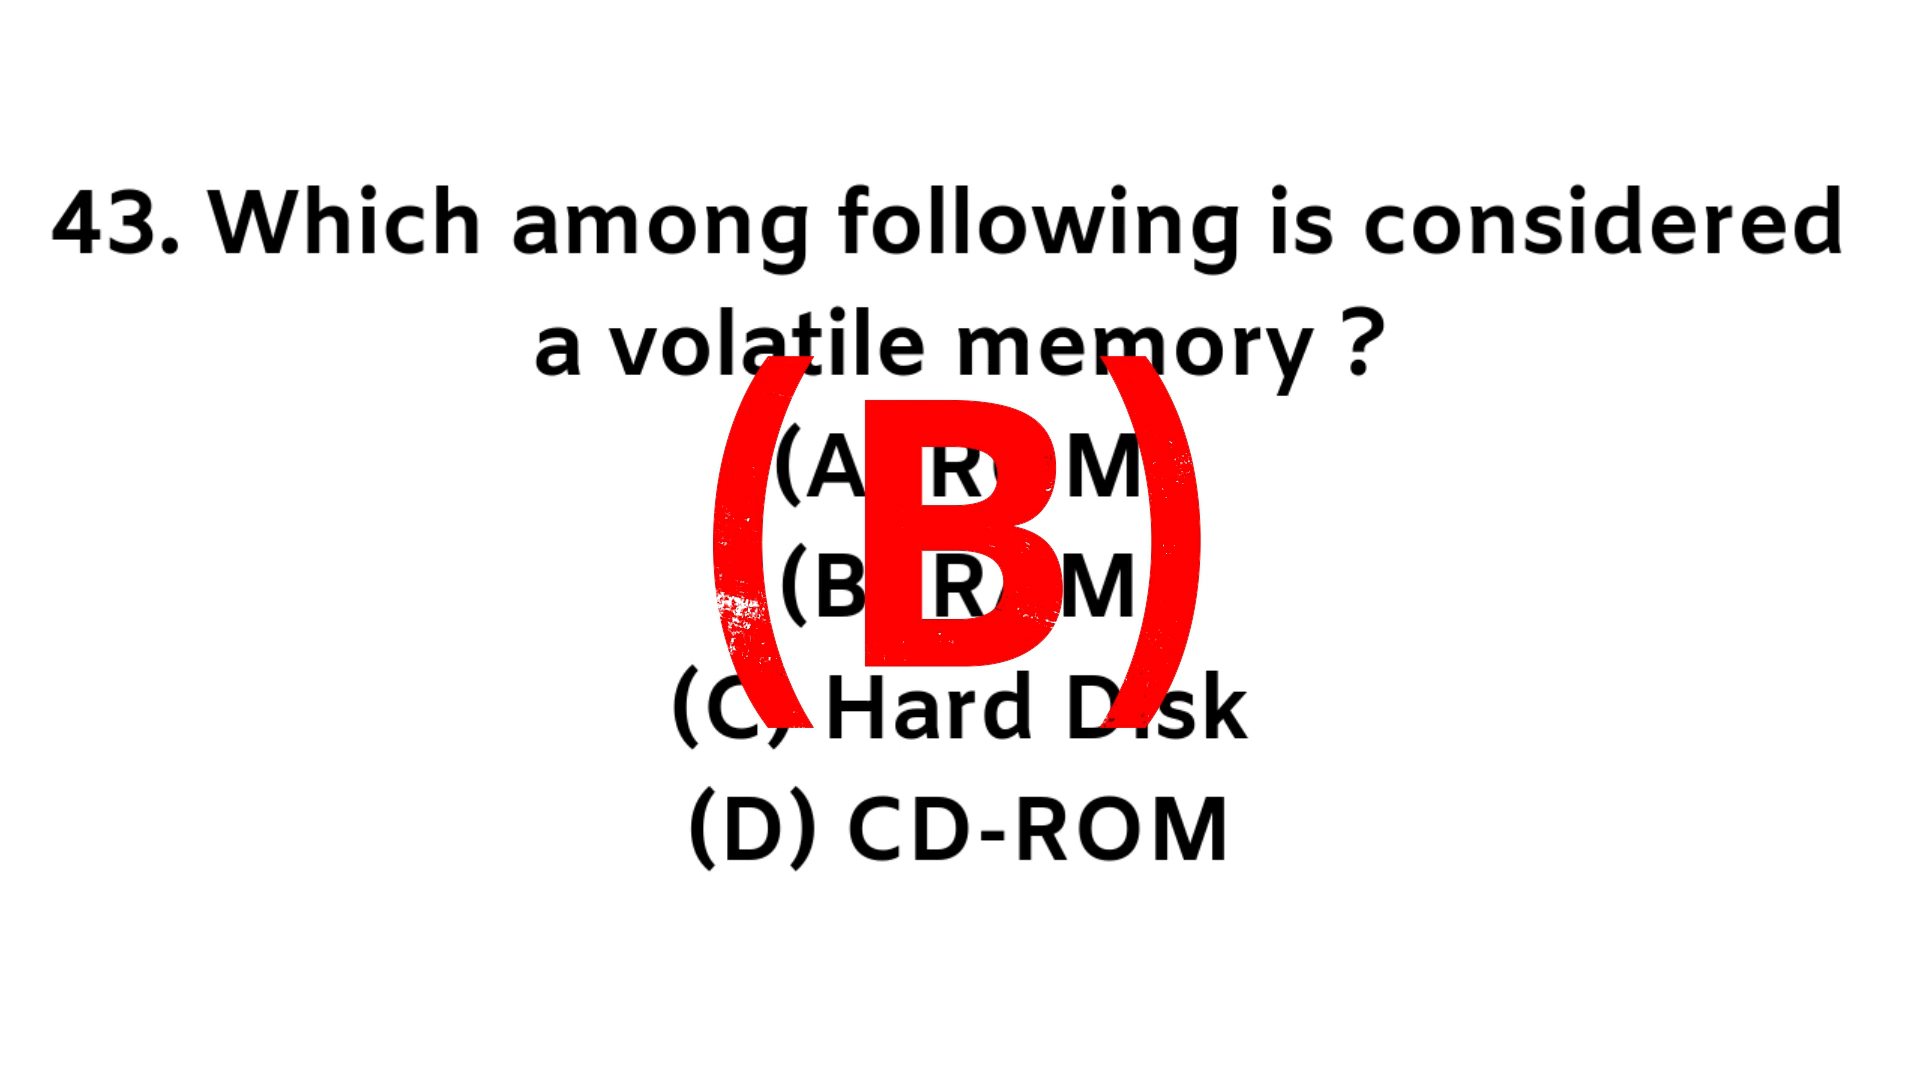 43. Which among following is considered
a volatile memory ?
(A) ROM
(B) RAM
(C) Hard Disk
(D) CD-ROM
(B)